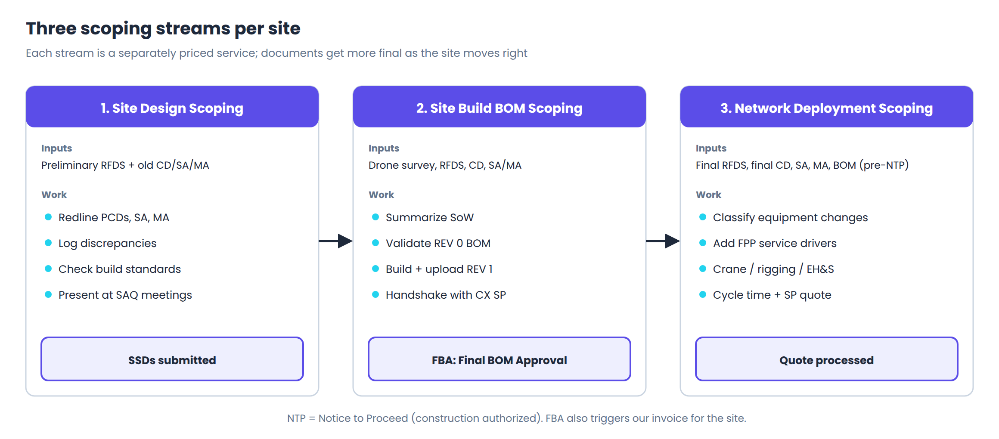 Three scoping streams per site
Each stream is a separately priced service; documents get more final as the site moves right
1. Site Design Scoping
Inputs
Preliminary RFDS + old CD/SA/MA
Work
Redline PCDs, SA, MA
Log discrepancies
Check build standards
Present at SAQ meetings
SSDs submitted
2. Site Build BOM Scoping
Inputs
Drone survey, RFDS, CD, SA/MA
Work
Summarize SoW
Validate REV 0 BOM
Build + upload REV 1
Handshake with CX SP
FBA: Final BOM Approval
3. Network Deployment Scoping
Inputs
Final RFDS, final CD, SA, MA, BOM (pre-NTP)
Work
Classify equipment changes
Add FPP service drivers
Crane / rigging / EH&S
Cycle time + SP quote
Quote processed
NTP = Notice to Proceed (construction authorized). FBA also triggers our invoice for the site.